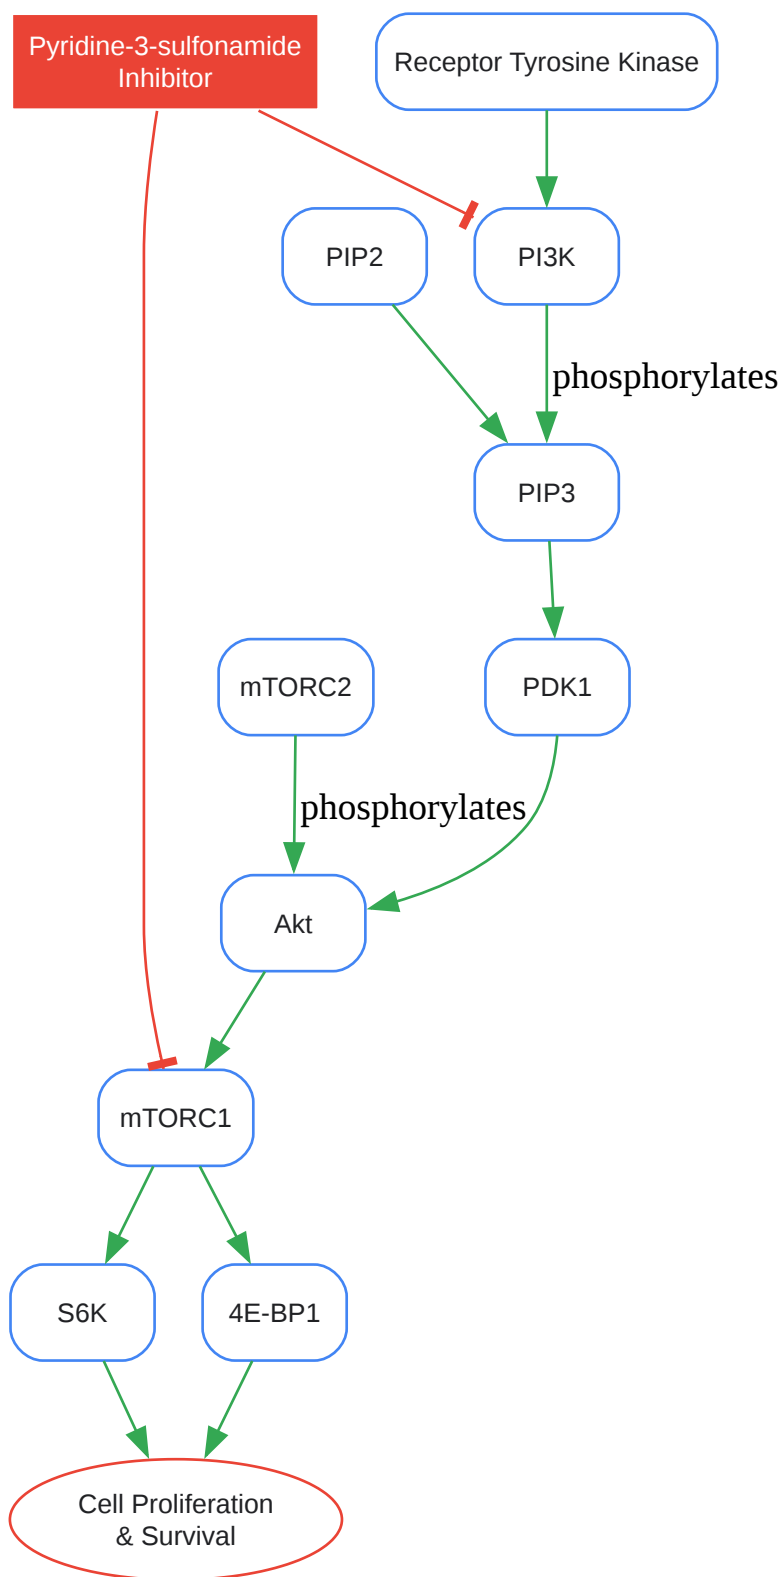 Pyridine-3-sulfonamide
Inhibitor
Receptor Tyrosine Kinase
PIP2
PI3K
phosphorylates
PIP3
mTORC2
PDK1
phosphorylates
Akt
mTORC1
S6K
4E-BP1
Cell Proliferation
& Survival